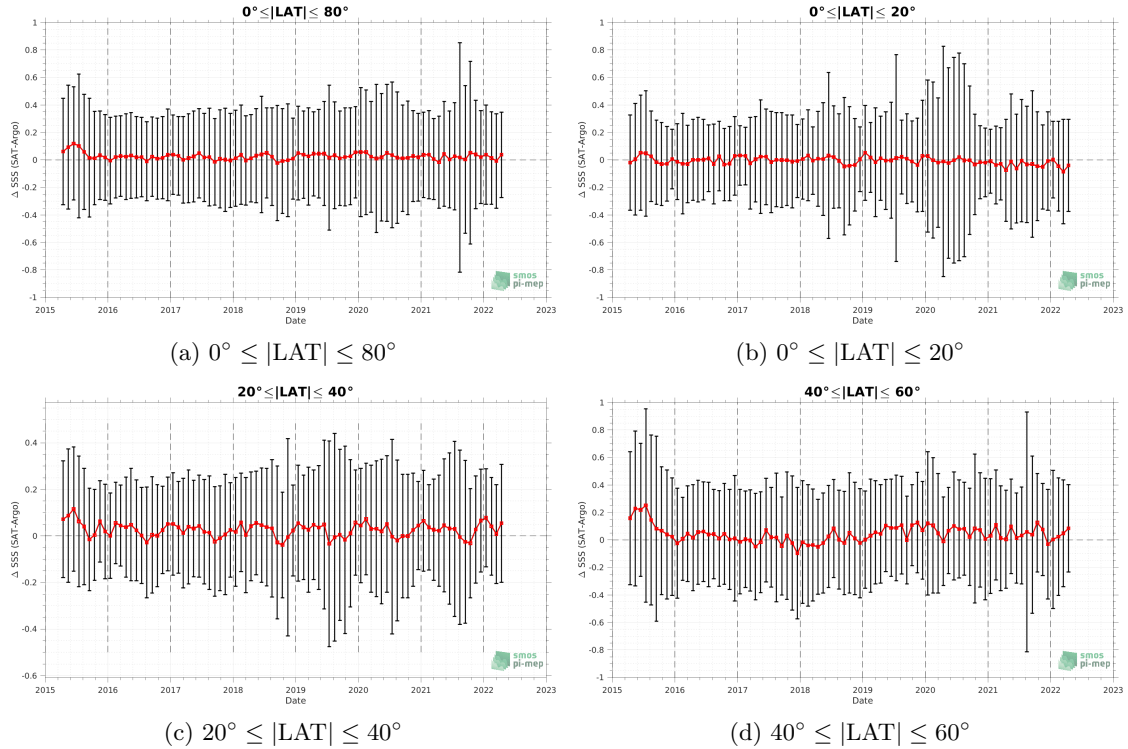 0°≤|LAT|≤ 80°
Δ SSS (SAT-Argo)
1
0.8
0.6
0.4
0.2
0
-0.2
-0.4
-0.6
-0.8
-1
2015 2016 2017 2018 2019 2020 2021 2022 2023
Date
smos
pi-mep
(a) 0° ≤ |LAT| ≤ 80°
0°≤|LAT|≤ 20°
Δ SSS (SAT-Argo)
1
0.8
0.6
0.4
0.2
0
-0.2
-0.4
-0.6
-0.8
-1
2015 2016 2017 2018 2019 2020 2021 2022 2023
Date
smos
pi-mep
(b) 0° ≤ |LAT| ≤ 20°
20°≤|LAT|≤ 40°
Δ SSS (SAT-Argo)
0.4
0.2
0
-0.2
-0.4
-0.6
2015 2016 2017 2018 2019 2020 2021 2022 2023
Date
smos
pi-mep
(c) 20° ≤ |LAT| ≤ 40°
40°≤|LAT|≤ 60°
Δ SSS (SAT-Argo)
1
0.8
0.6
0.4
0.2
0
-0.2
-0.4
-0.6
-0.8
-1
2015 2016 2017 2018 2019 2020 2021 2022 2023
Date
smos
pi-mep
(d) 40° ≤ |LAT| ≤ 60°